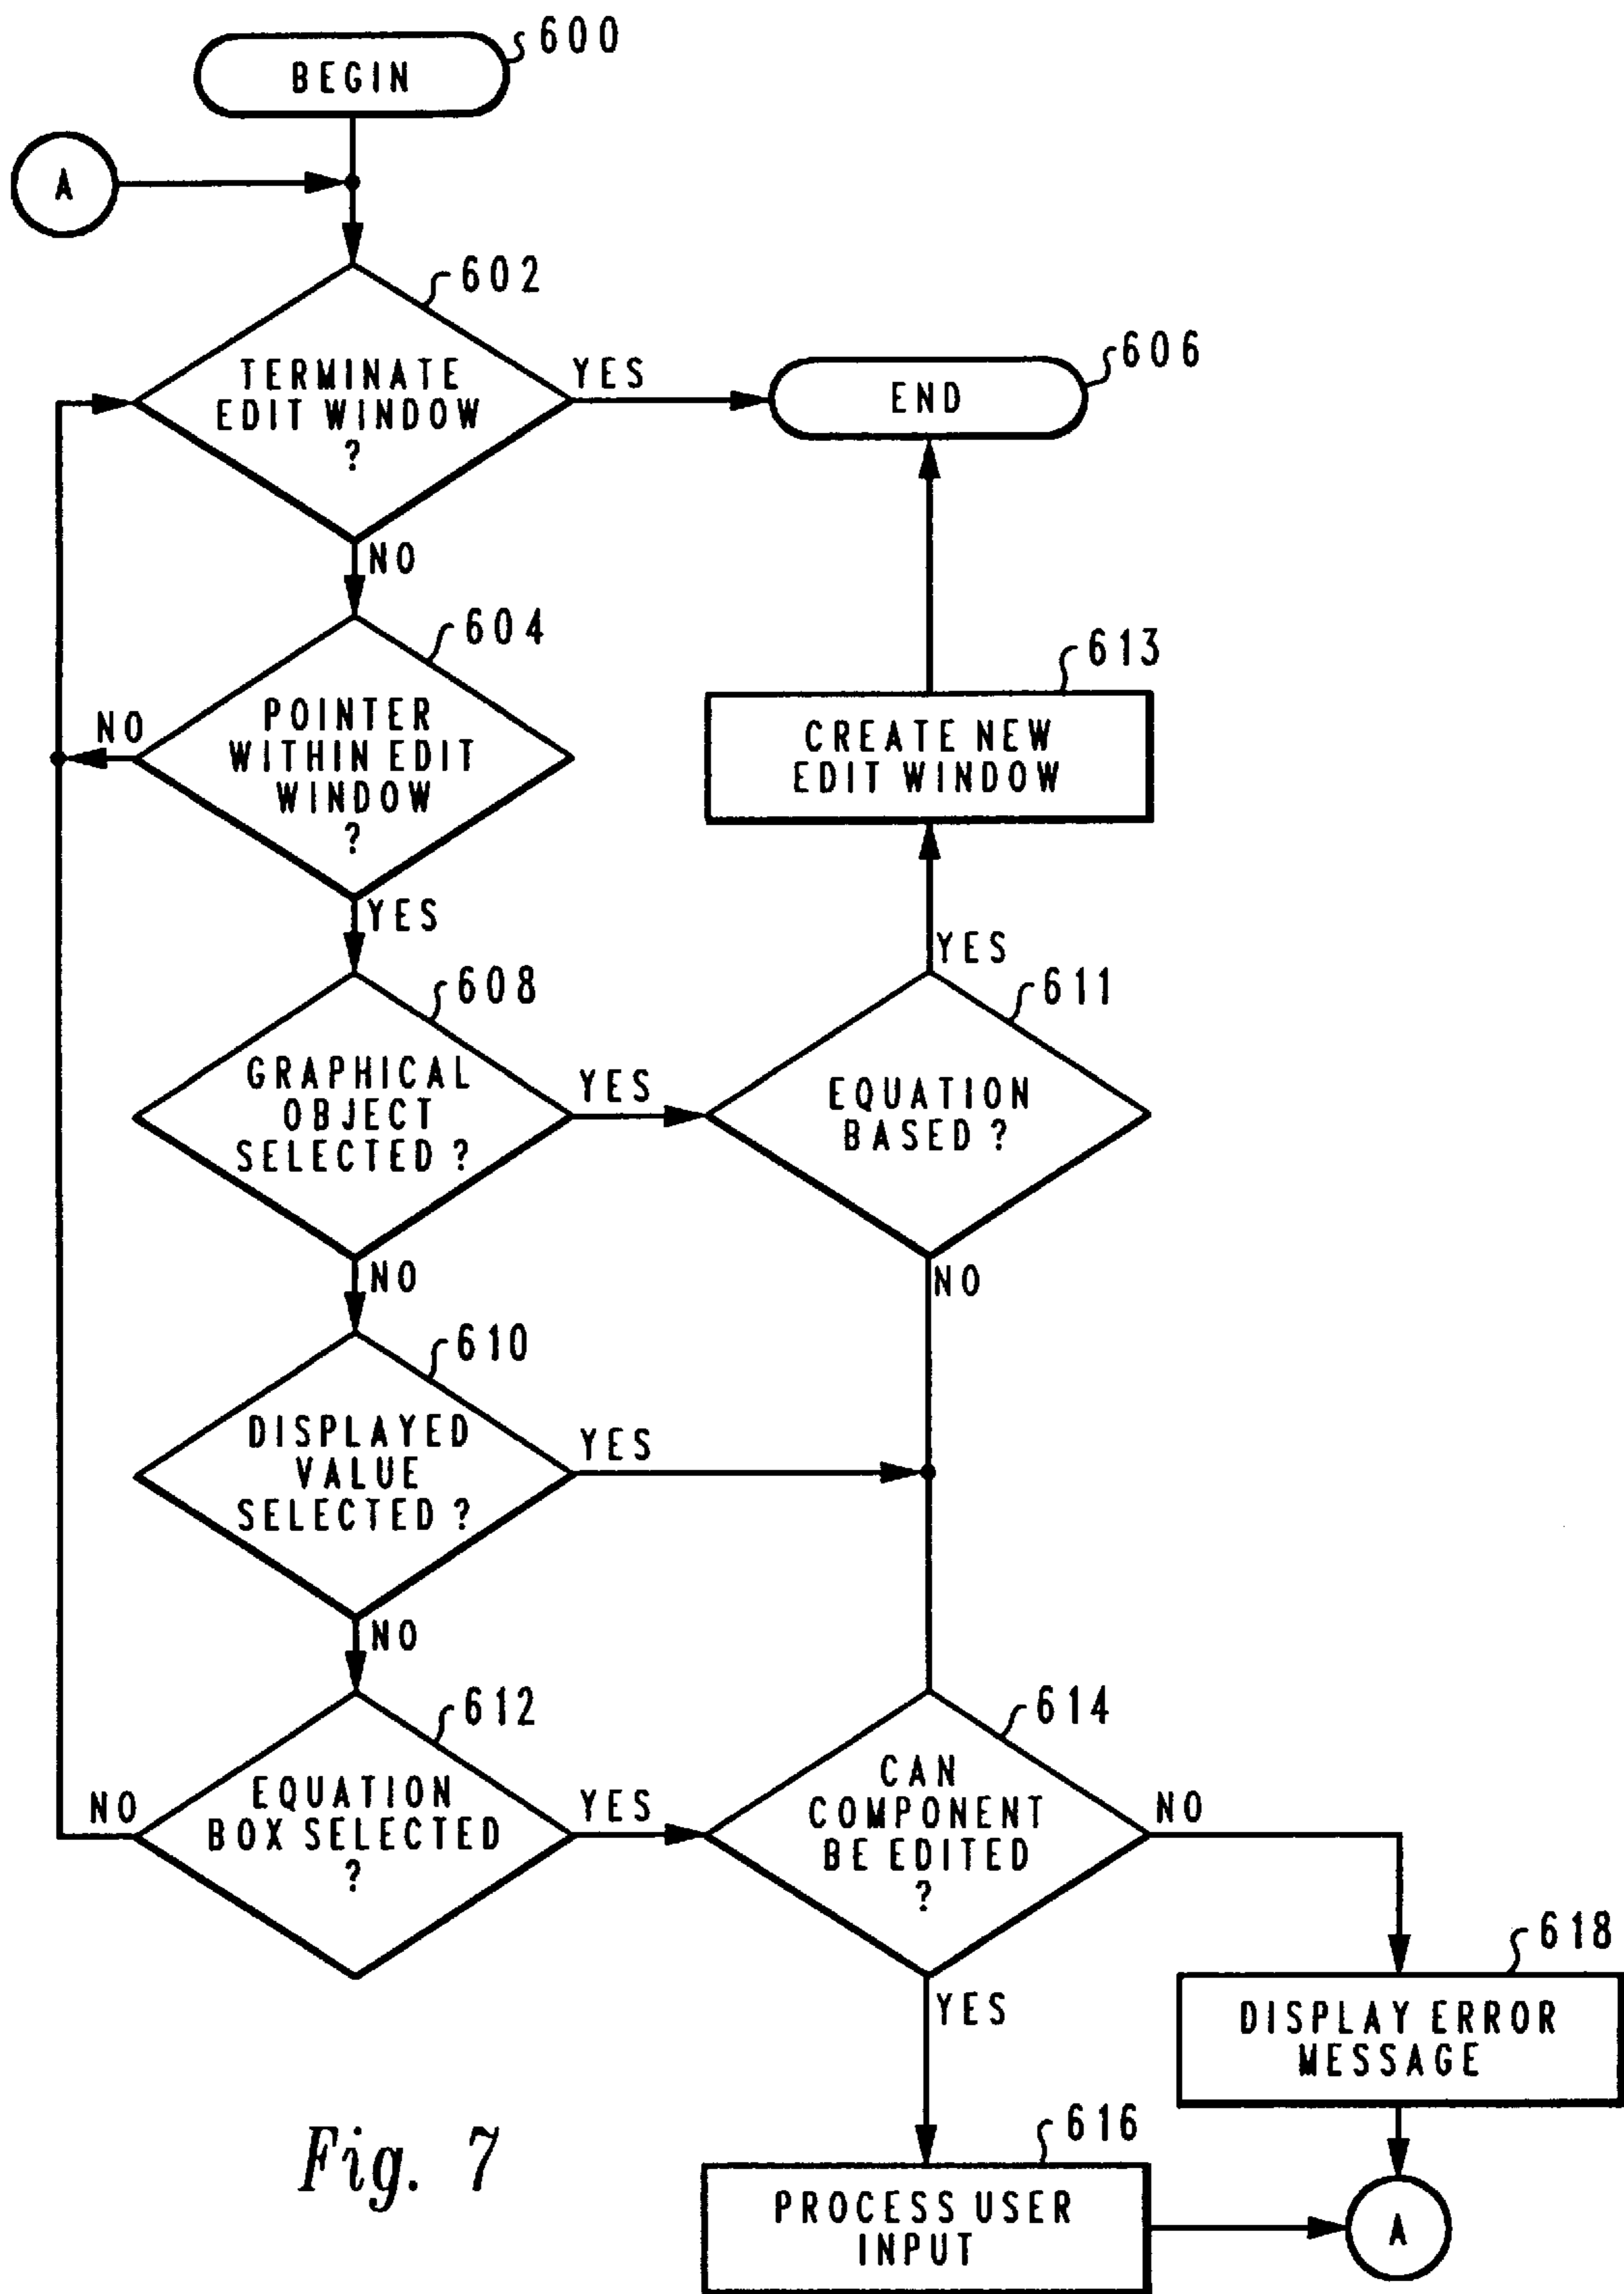 600
BEGIN
A
602
TERMINATE
EDIT WINDOW
?
YES
606
END
NO
604
POINTER
WITHIN EDIT
WINDOW
?
NO
613
CREATE NEW
EDIT WINDOW
YES
608
GRAPHICAL
OBJECT
SELECTED ?
YES
YES
611
EQUATION
BASED ?
NO
NO
610
DISPLAYED
VALUE
SELECTED ?
YES
NO
612
EQUATION
BOX SELECTED
?
NO
YES
614
CAN
COMPONENT
BE EDITED
?
NO
618
DISPLAY ERROR
MESSAGE
YES
616
PROCESS USER
INPUT
A
Fig. 7